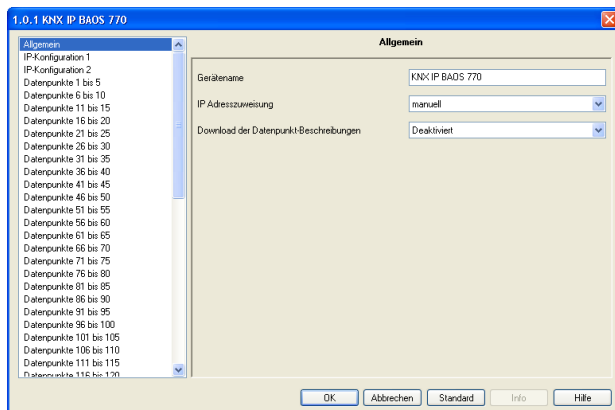 1.0.1 KNX IP BAOS 770
Allgemein
IP-Konfiguration 1
IP-Konfiguration 2
Datenpunkte 1 bis 5
Datenpunkte 6 bis 10
Datenpunkte 11 bis 15
Datenpunkte 16 bis 20
Datenpunkte 21 bis 25
Datenpunkte 26 bis 30
Datenpunkte 31 bis 35
Datenpunkte 36 bis 40
Datenpunkte 41 bis 45
Datenpunkte 46 bis 50
Datenpunkte 51 bis 55
Datenpunkte 56 bis 60
Datenpunkte 61 bis 65
Datenpunkte 66 bis 70
Datenpunkte 71 bis 75
Datenpunkte 76 bis 80
Datenpunkte 81 bis 85
Datenpunkte 86 bis 90
Datenpunkte 91 bis 95
Datenpunkte 96 bis 100
Datenpunkte 101 bis 105
Datenpunkte 106 bis 110
Datenpunkte 111 bis 115
Datenpunkte 116 bis 120
Allgemein
Gerätename KNX IP BAOS 770
IP Adresszuweisung manuell
Download der Datenpunkt-Beschreibungen Deaktiviert
OK Abbrechen Standard Info Hilfe